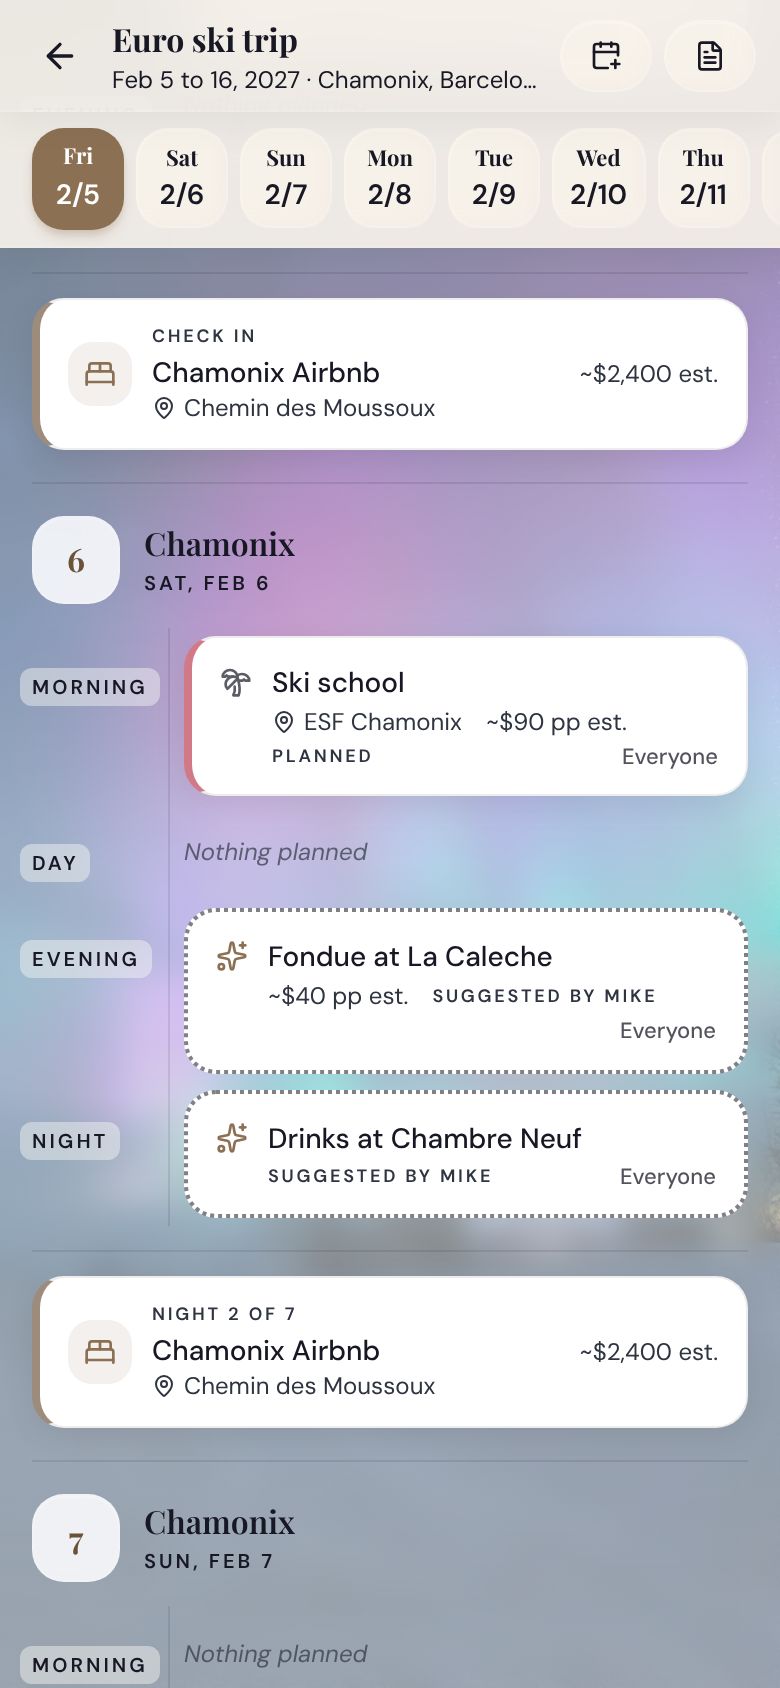 Euro ski trip
Feb 5 to 16, 2027 · Chamonix, Barcelo...
Fri
2/5
Sat
2/6
Sun
2/7
Mon
2/8
Tue
2/9
Wed
2/10
Thu
2/11
CHECK IN
Chamonix Airbnb
~$2,400 est.
Chemin des Moussoux
6
Chamonix
SAT, FEB 6
MORNING
Ski school
ESF Chamonix ~$90 pp est.
PLANNED Everyone
DAY
Nothing planned
EVENING
Fondue at La Caleche
~$40 pp est. SUGGESTED BY MIKE
Everyone
NIGHT
Drinks at Chambre Neuf
SUGGESTED BY MIKE Everyone
NIGHT 2 OF 7
Chamonix Airbnb
~$2,400 est.
Chemin des Moussoux
7
Chamonix
SUN, FEB 7
MORNING
Nothing planned